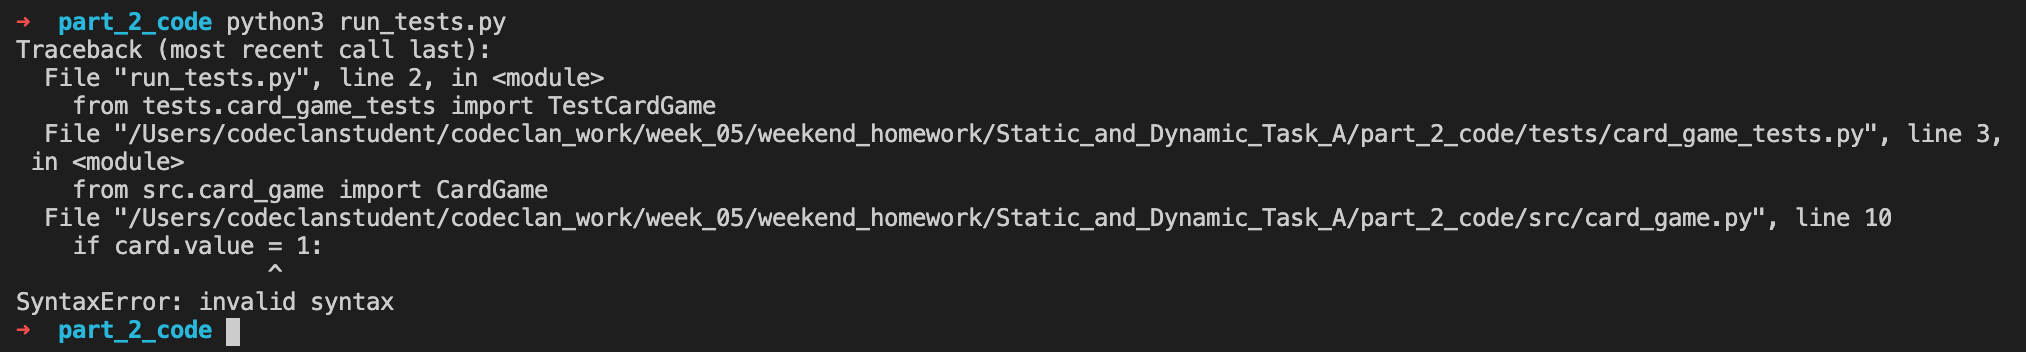 ➜  part_2_code python3 run_tests.py
Traceback (most recent call last):
  File "run_tests.py", line 2, in <module>
    from tests.card_game_tests import TestCardGame
  File "/Users/codeclanstudent/codeclan_work/week_05/weekend_homework/Static_and_Dynamic_Task_A/part_2_code/tests/card_game_tests.py", line 3,
 in <module>
    from src.card_game import CardGame
  File "/Users/codeclanstudent/codeclan_work/week_05/weekend_homework/Static_and_Dynamic_Task_A/part_2_code/src/card_game.py", line 10
    if card.value = 1:
                  ^
SyntaxError: invalid syntax
➜  part_2_code